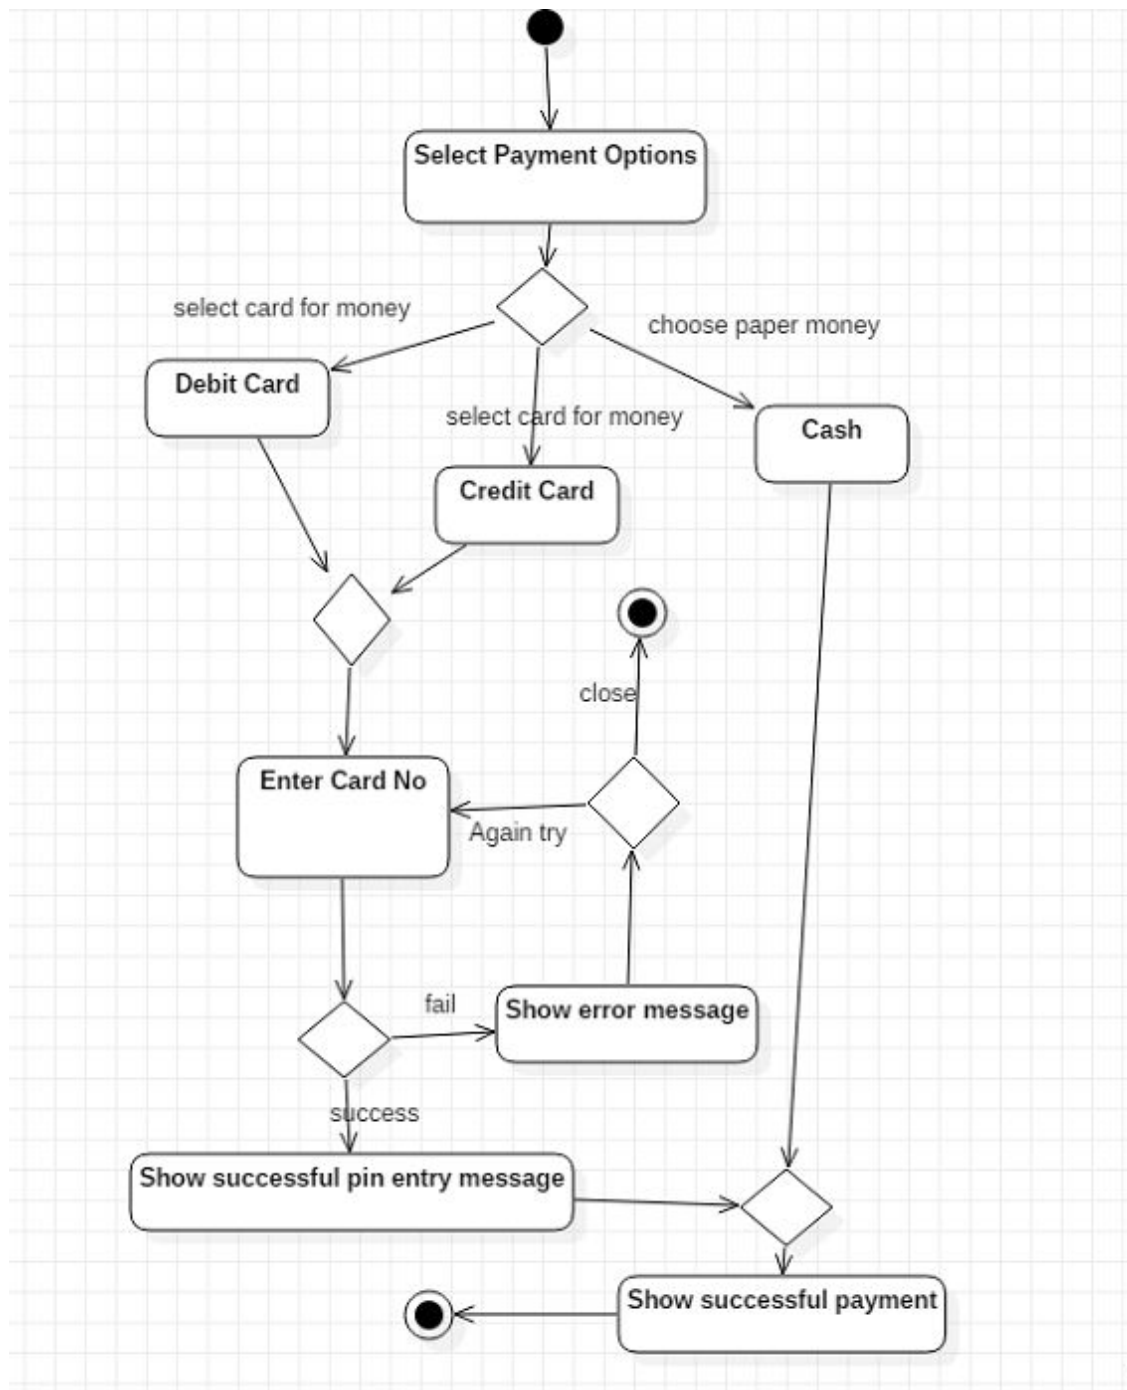 Select Payment Options
select card for money
choose paper money
Debit Card
select card for money
Cash
Credit Card
close
Enter Card No
Again try
fail
Show error message
success
Show successful pin entry message
Show successful payment